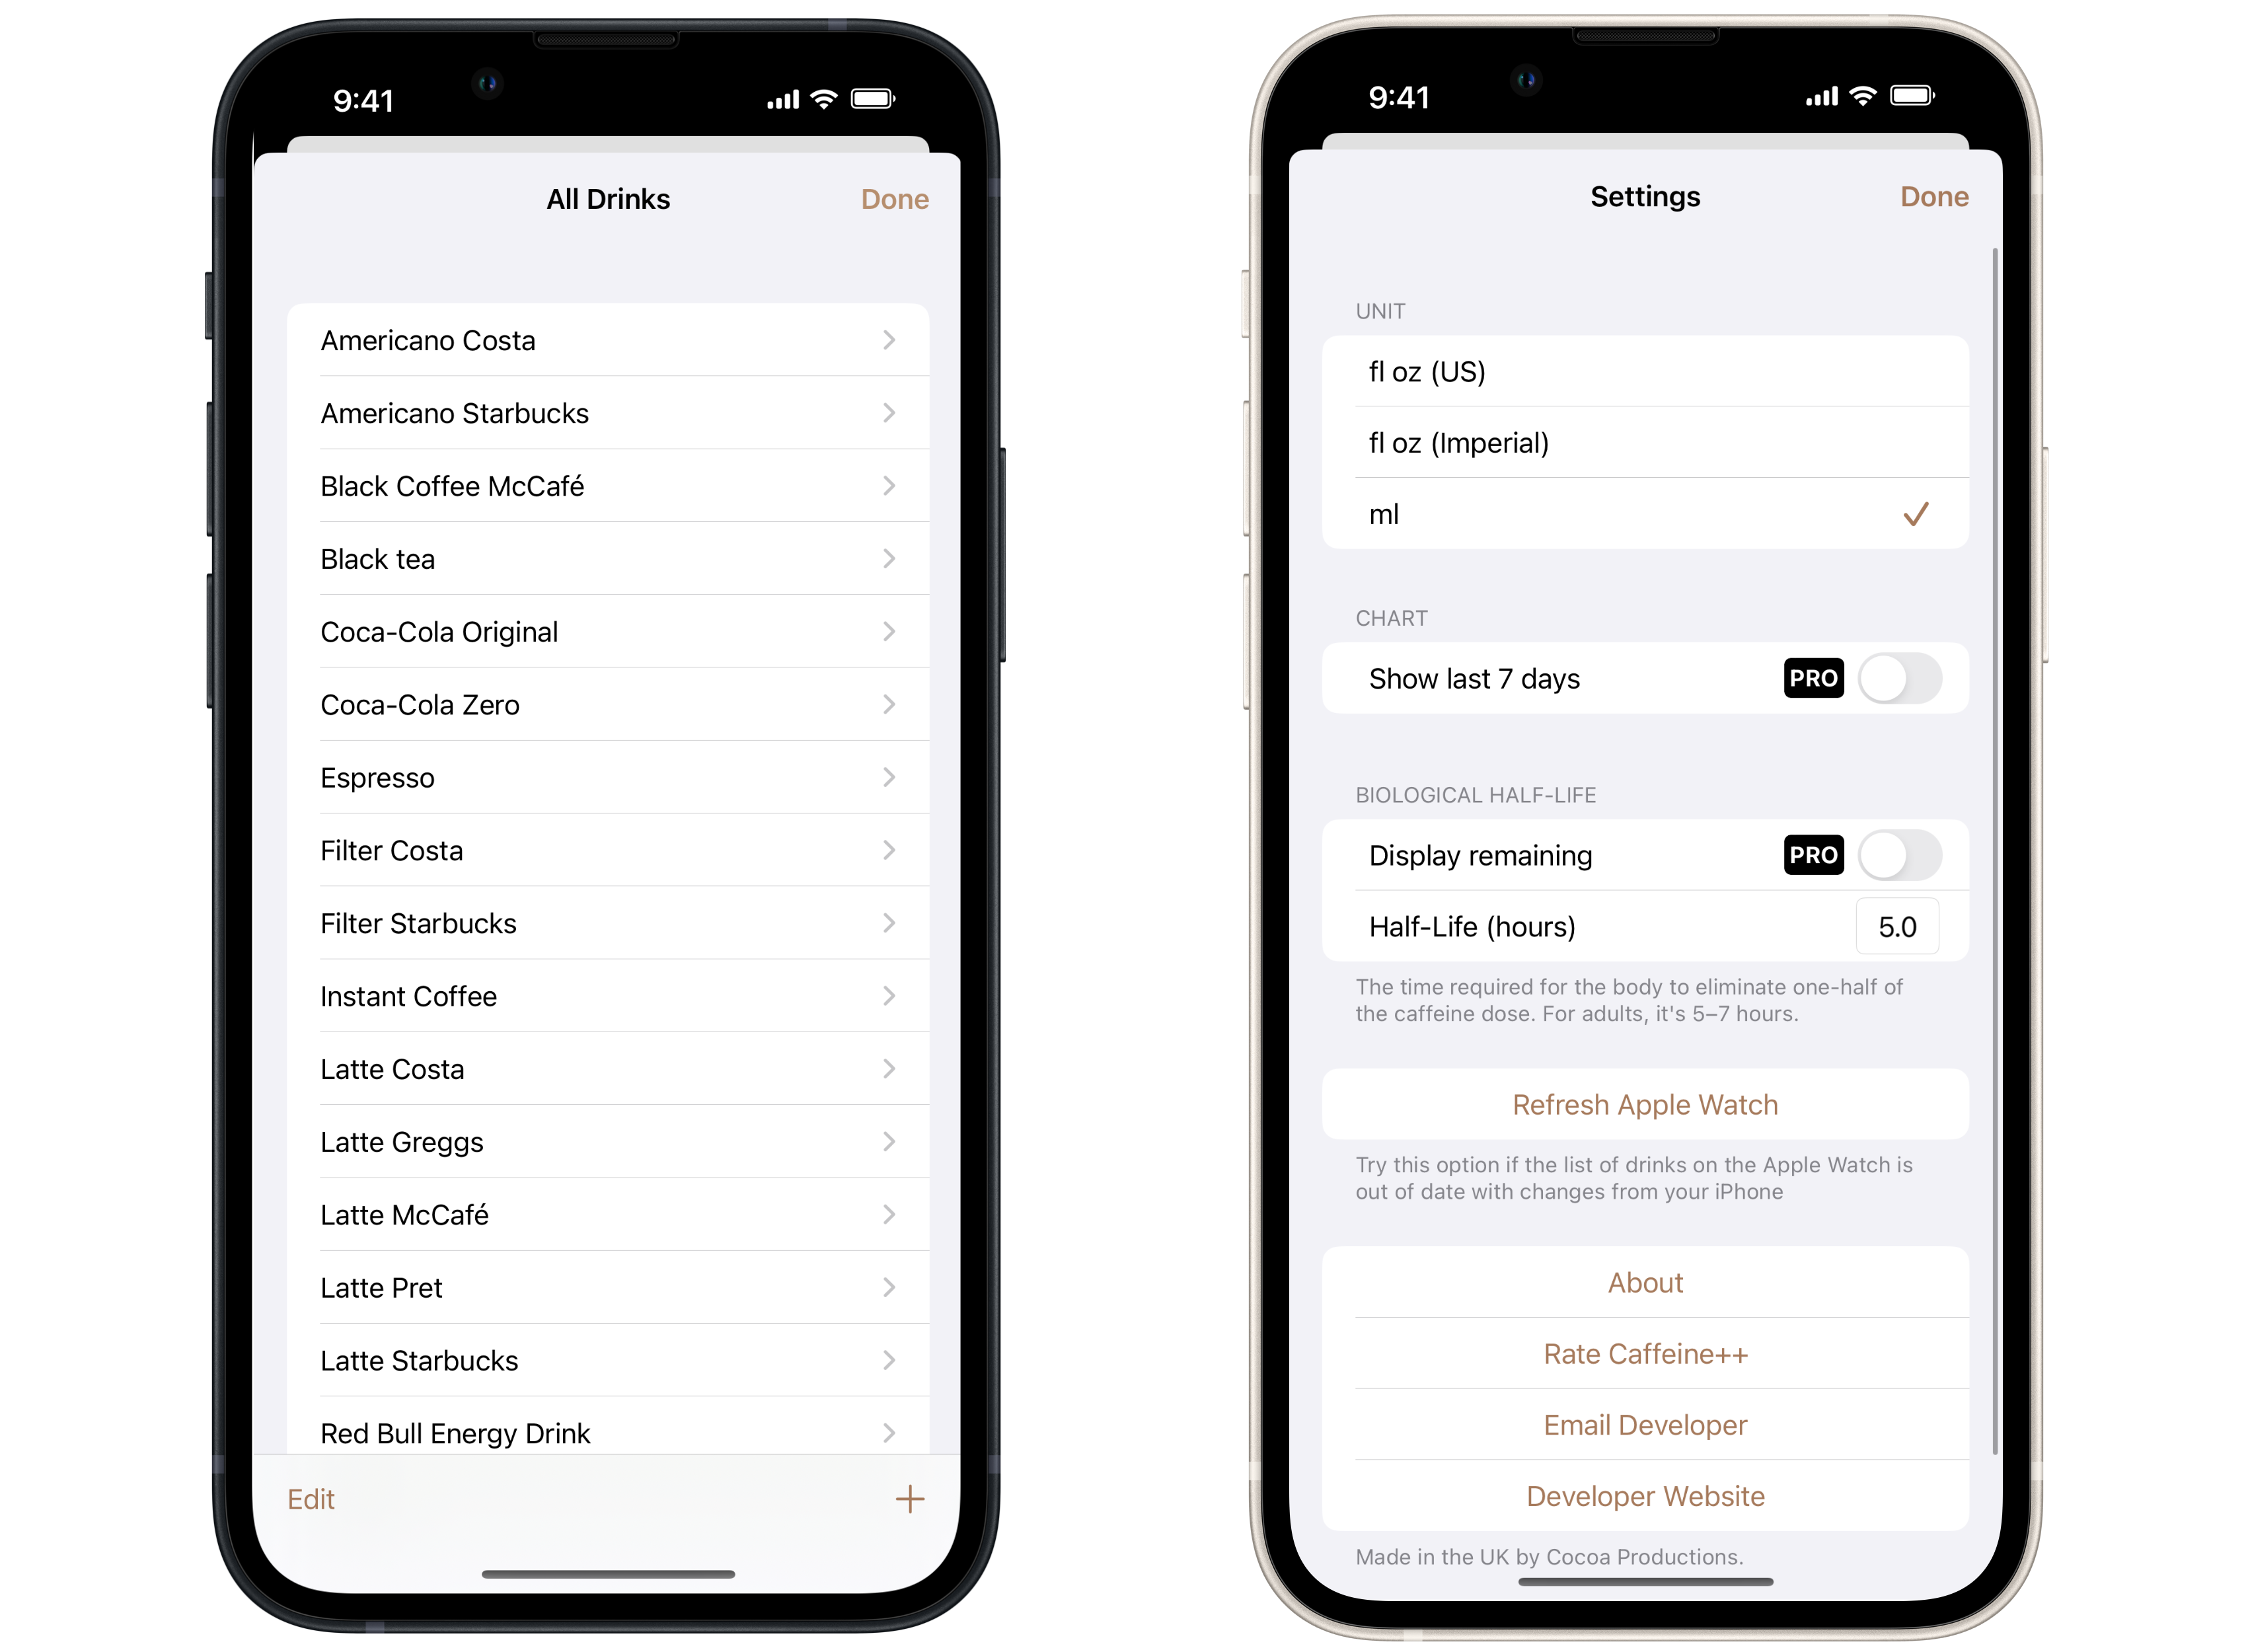 9:41
All Drinks
Done
Americano Costa
Americano Starbucks
Black Coffee McCafé
Black tea
Coca-Cola Original
Coca-Cola Zero
Espresso
Filter Costa
Filter Starbucks
Instant Coffee
Latte Costa
Latte Greggs
Latte McCafé
Latte Pret
Latte Starbucks
Red Bull Energy Drink
Edit
9:41
Settings
Done
UNIT
fl oz (US)
fl oz (Imperial)
ml
CHART
Show last 7 days PRO
BIOLOGICAL HALF-LIFE
Display remaining PRO
Half-Life (hours) 5.0
The time required for the body to eliminate one-half of
the caffeine dose. For adults, it's 5–7 hours.
Refresh Apple Watch
Try this option if the list of drinks on the Apple Watch is
out of date with changes from your iPhone
About
Rate Caffeine++
Email Developer
Developer Website
Made in the UK by Cocoa Productions.